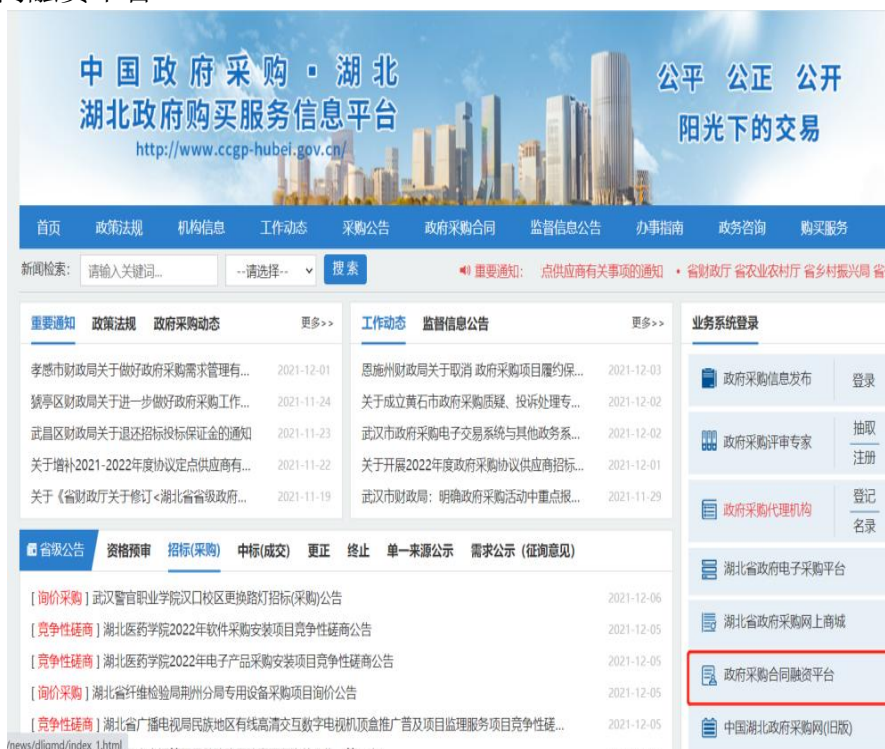 中国政府采购·湖北
湖北政府购买服务信息平台
http://www.ccgp-hubei.gov.cn/
公平 公正 公开
阳光下的交易
首页 政策法规 机构信息 工作动态 采购公告 政府采购合同 监督信息公告 办事指南 政务咨询 购买服务
新闻检索: 请输入关键词... --请选择-- 搜索 重要通知: 点供应商有关事项的通知 • 省财政厅 省农业农村厅 省乡村振兴局 省
重要通知 政策法规 政府采购动态 更多>>
孝感市财政局关于做好政府采购需求管理有... 2021-12-01
猇亭区财政局关于进一步做好政府采购工作... 2021-11-24
武昌区财政局关于退还招标投标保证金的通知 2021-11-23
关于增补2021-2022年度协议定点供应商有... 2021-11-22
关于《省财政厅关于修订<湖北省省级政府... 2021-11-19
工作动态 监督信息公告 更多>>
恩施州财政局关于取消 政府采购项目履约保... 2021-12-03
关于成立黄石市政府采购质疑、投诉处理专... 2021-12-02
武汉市政府采购电子交易系统与其他政务系... 2021-12-02
关于开展2022年度政府采购协议供应商招标... 2021-12-01
武汉市财政局：明确政府采购活动中重点报... 2021-11-29
业务系统登录
政府采购信息发布 登录
政府采购评审专家 抽取
注册
政府采购代理机构 登记
名录
湖北省政府电子采购平台
湖北省政府采购网上商城
政府采购合同融资平台
中国湖北政府采购网(旧版)
省级公告 资格预审 招标(采购) 中标(成交) 更正 终止 单一来源公示 需求公示（征询意见）
[ 询价采购 ] 武汉警官职业学院汉口校区更换路灯招标(采购)公告 2021-12-06
[ 竞争性磋商 ] 湖北医药学院2022年软件采购安装项目竞争性磋商公告 2021-12-05
[ 竞争性磋商 ] 湖北医药学院2022年电子产品采购安装项目竞争性磋商公告 2021-12-05
[ 询价采购 ] 湖北省纤维检验局荆州分局专用设备采购项目询价公告 2021-12-05
[ 竞争性磋商 ] 湖北省广播电视局民族地区有线高清交互数字电视机顶盒推广普及项目监理服务项目竞争性磋... 2021-12-05
/news/dljgmd/index_1.html